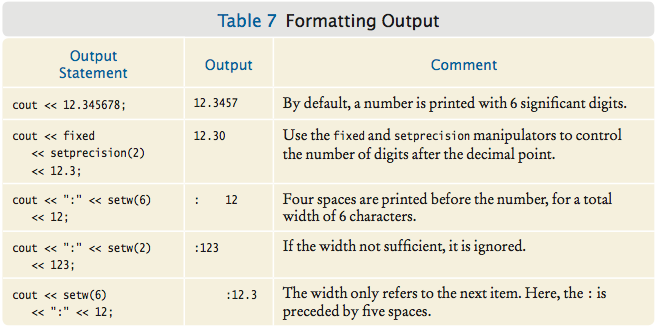 Table 7 Formatting Output
Output
Statement
Output
Comment
cout << 12.345678;
12.3457
By default, a number is printed with 6 significant digits.
cout << fixed
<< setprecision(2)
<< 12.3;
12.30
Use the fixed and setprecision manipulators to control
the number of digits after the decimal point.
cout << ":" << setw(6)
<< 12;
:    12
Four spaces are printed before the number, for a total
width of 6 characters.
cout << ":" << setw(2)
<< 123;
:123
If the width not sufficient, it is ignored.
cout << setw(6)
<< ":" << 12;
:12.3
The width only refers to the next item. Here, the : is
preceded by five spaces.